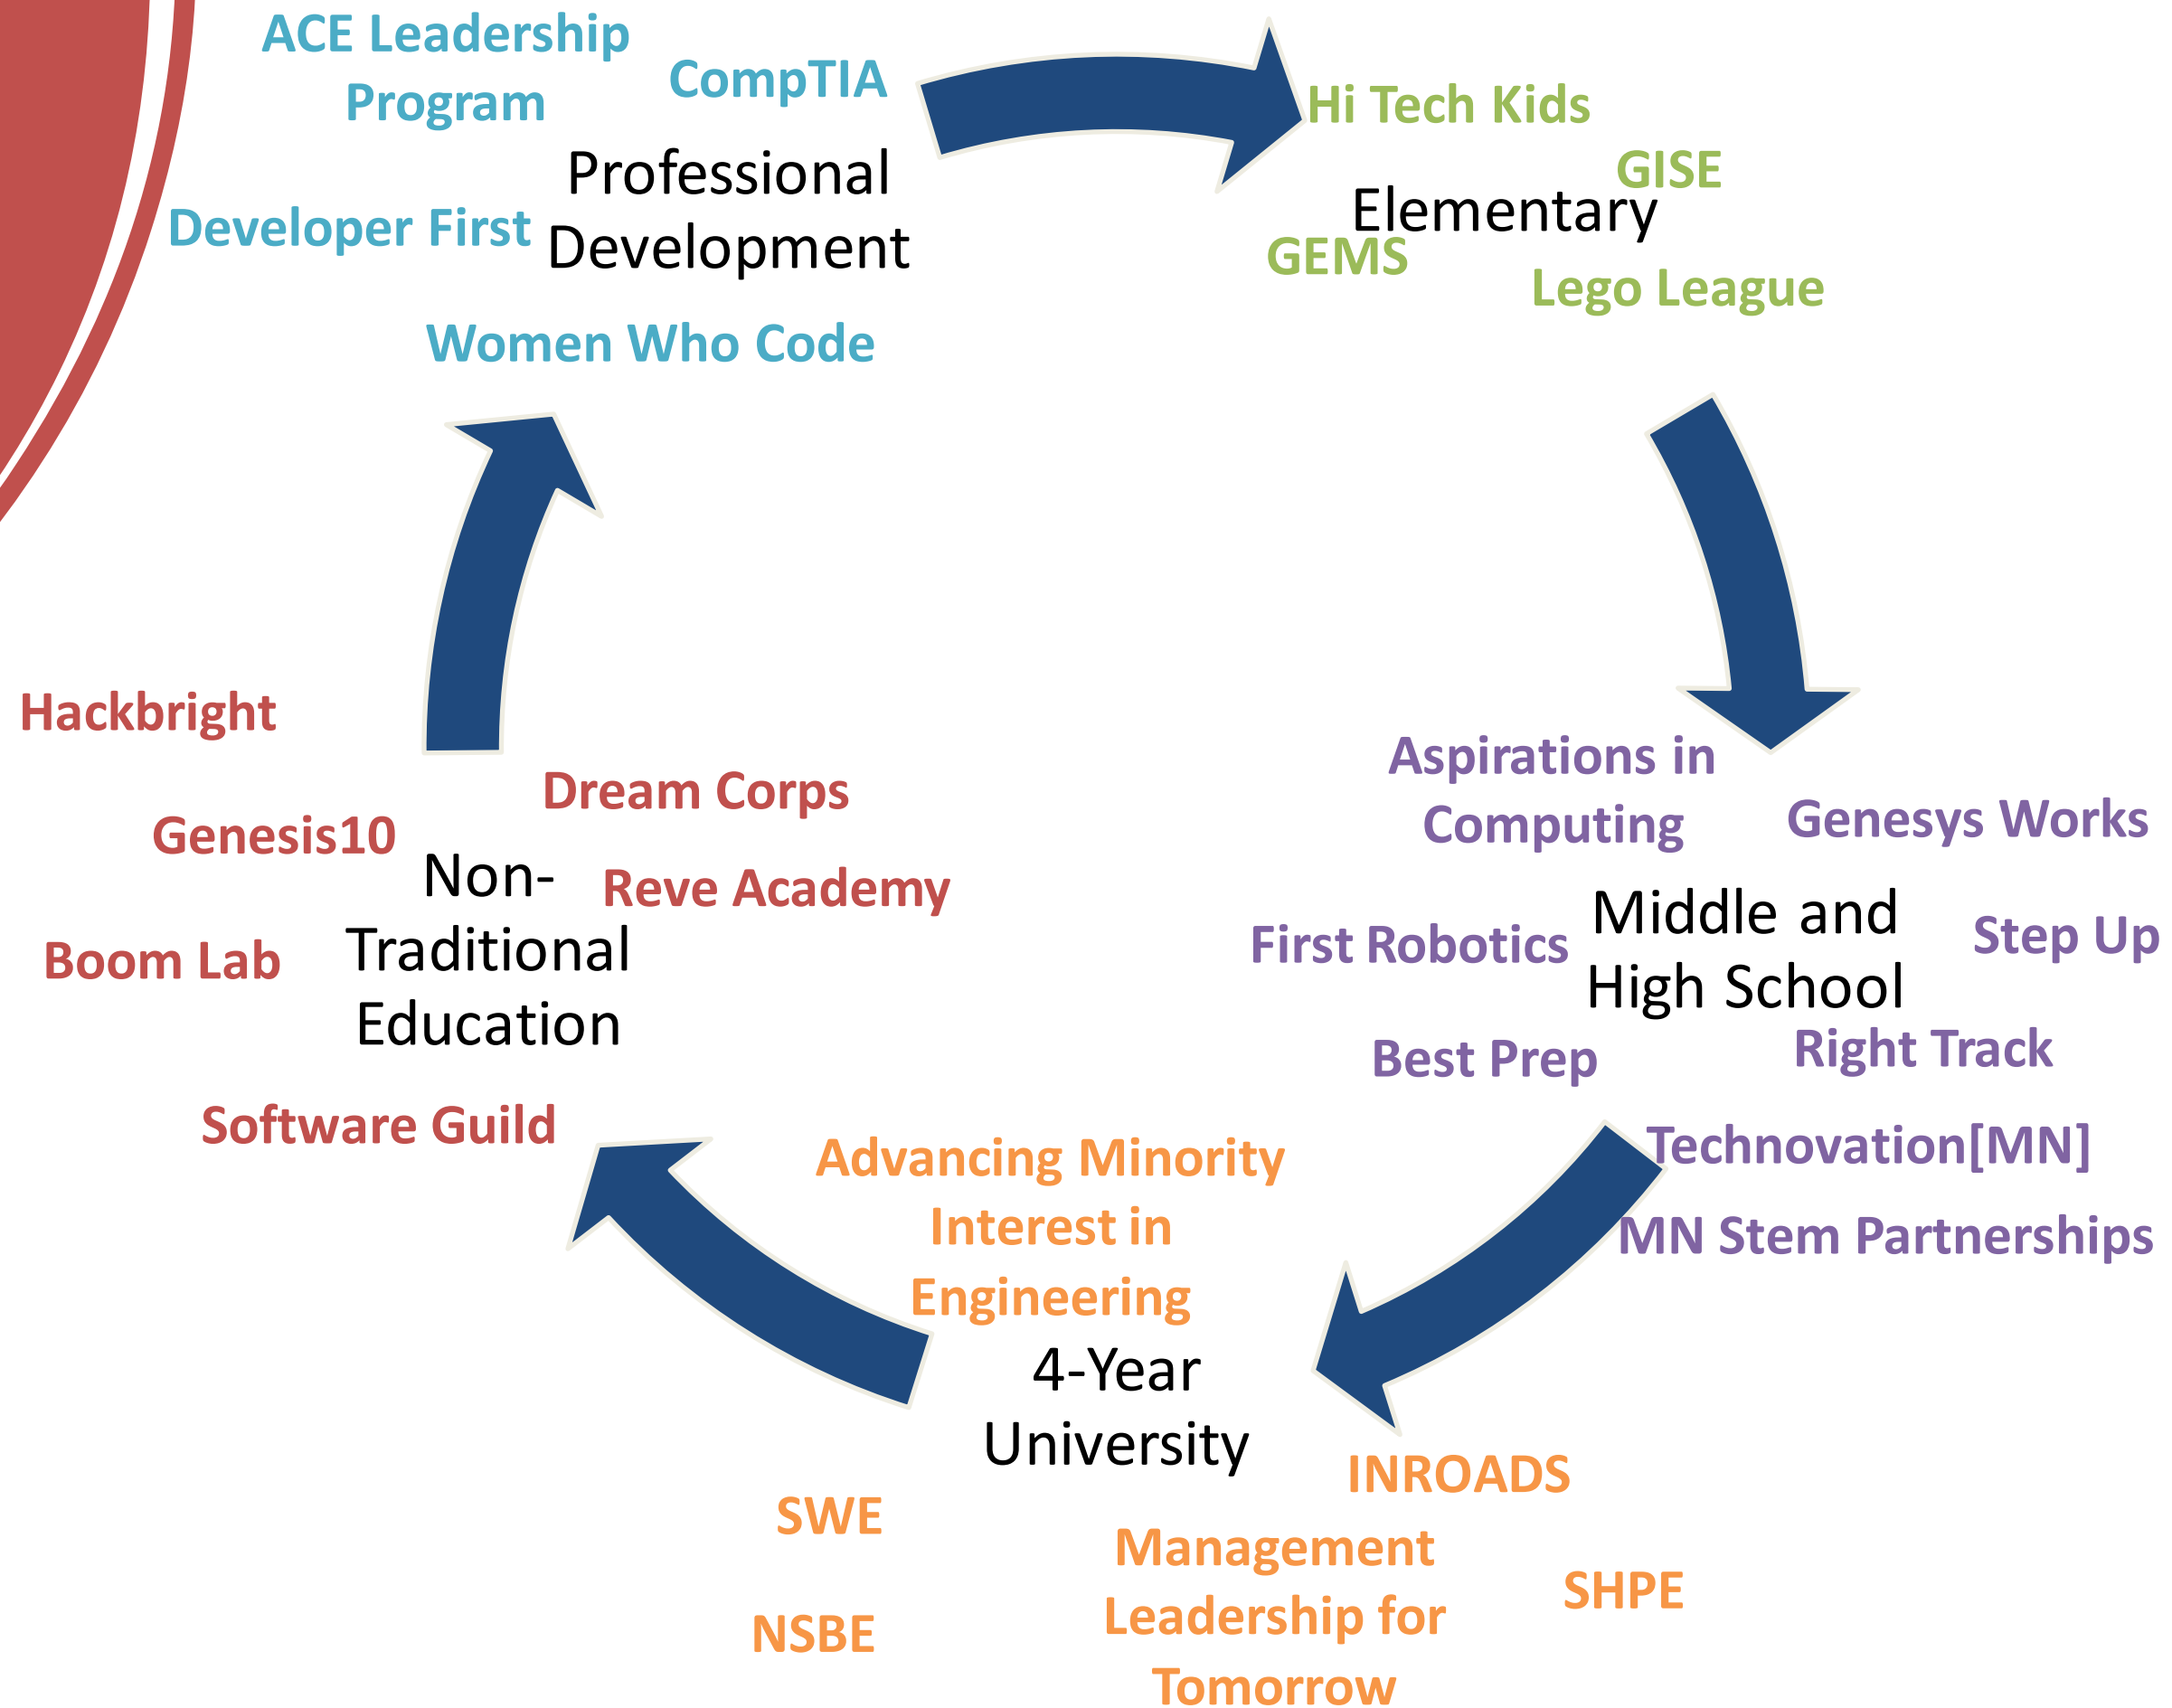 ACE Leadership
Program
CompTIA
Professional
Development
Developer First
Women Who Code
Hi Tech Kids
GISE
Elementary
GEMS
Lego League
Aspirations in
Computing
Genesys Works
Middle and
High School
First Robotics
Step Up
Best Prep
Right Track
Technovation[MN]
MN Stem Partnerships
Advancing Minority
Interest in
Engineering
4-Year
University
INROADS
SWE
Management
Leadership for
Tomorrow
SHPE
NSBE
Hackbright
Dream Corps
Genesis10
Non-
Traditional
Education
Reve Academy
Boom Lab
Software Guild